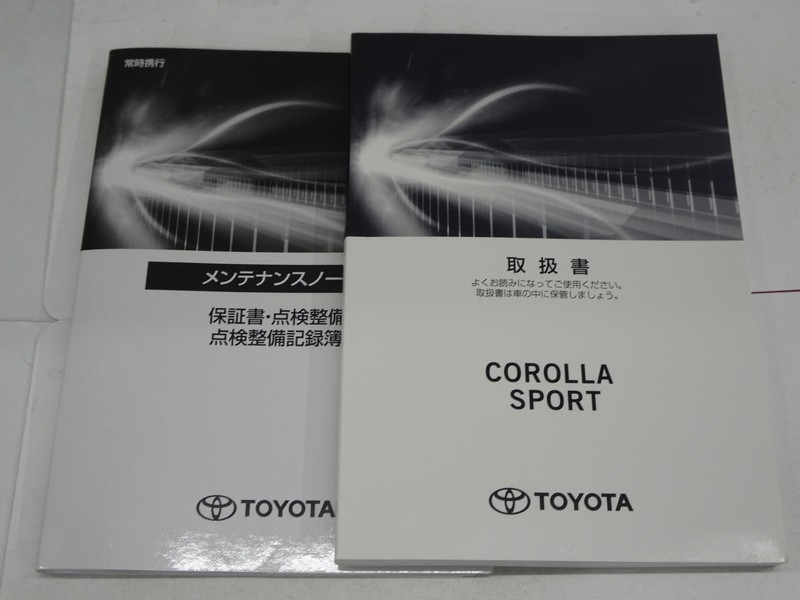 常時携行
メンテナンスノー
保証書・点検整備
点検整備記録簿
TOYOTA
取扱書
よくお読みになってご使用ください。
取扱書は車の中に保管しましょう。
COROLLA
SPORT
TOYOTA